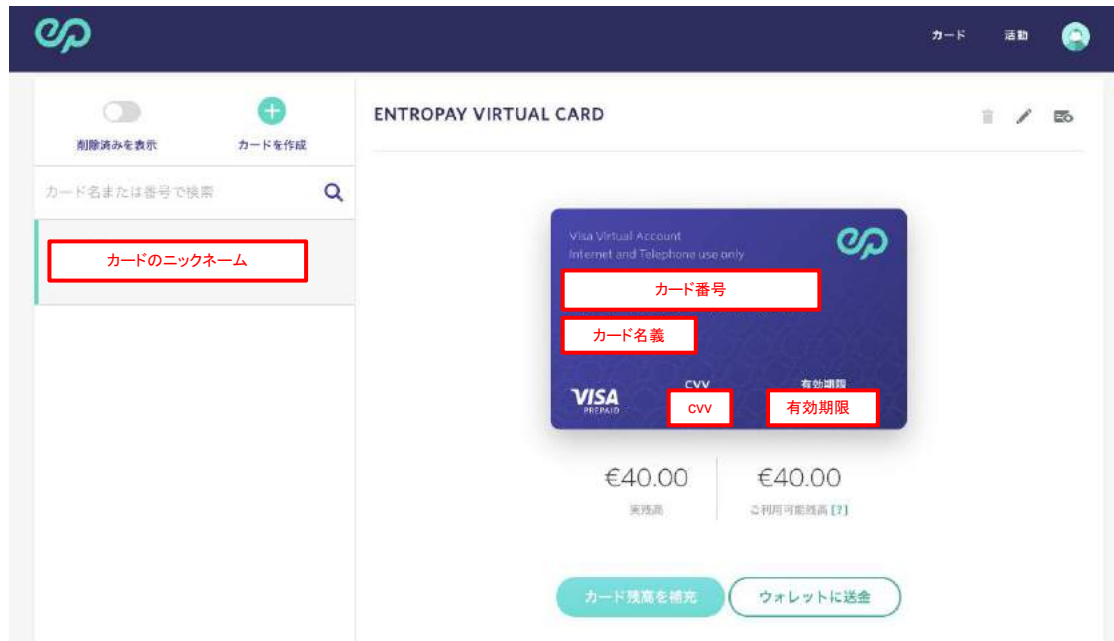 カード 活動
削除済みを表示 カードを作成
ENTROPAY VIRTUAL CARD
カード名または番号で検索
カードのニックネーム
Visa Virtual Account
Internet and Telephone use only
カード番号
カード名義
VISA
PREPAID
CVV 有効期限
CVV 有効期限
€40.00 €40.00
実残高 ご利用可能残高 [?]
カード残高を補充 ウォレットに送金